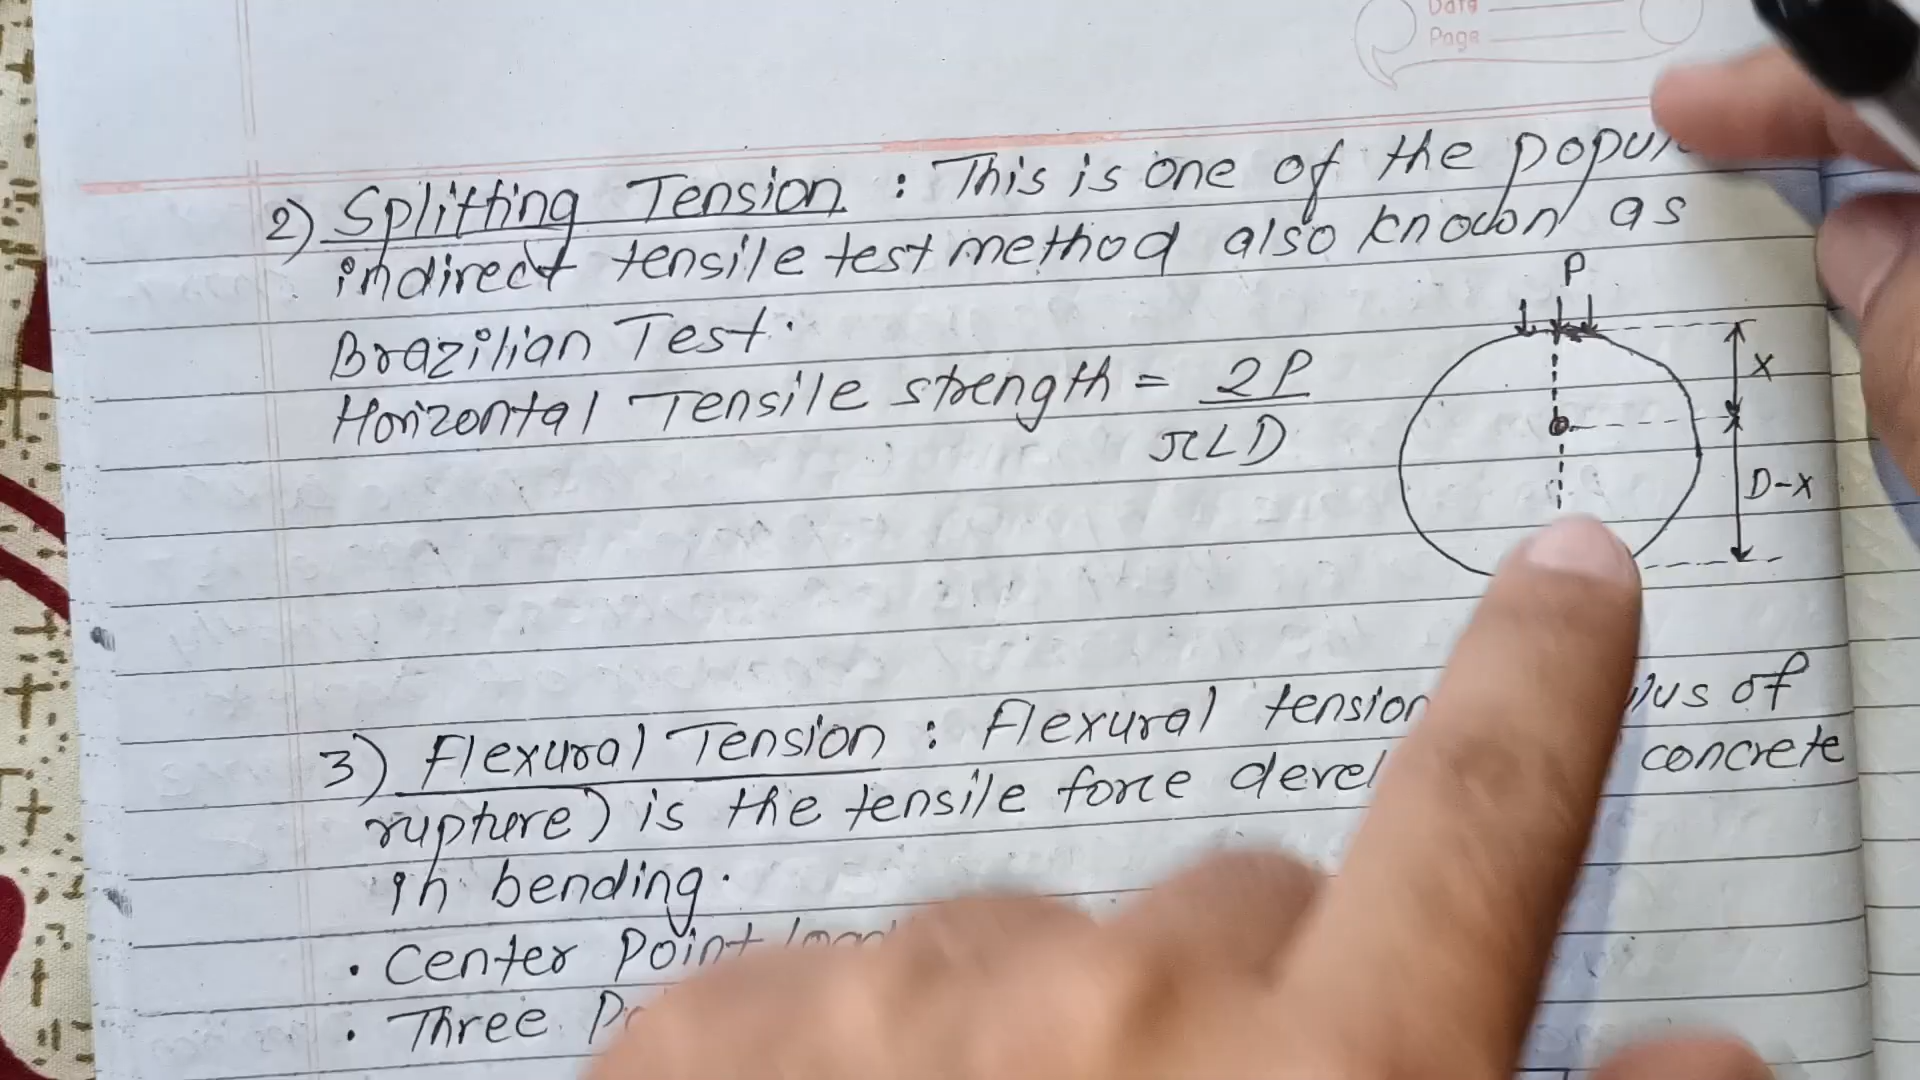 Date
Page
2) Splitting Tension : This is one of the
indirect tensile test method also known as
Brazilian Test.
Horizontal Tensile strength = 2P
πLD
P
X
D-X
3) Flexural Tension : Flexural tension of
rupture) is the tensile force concrete
in bending.
• Center Point
• Three